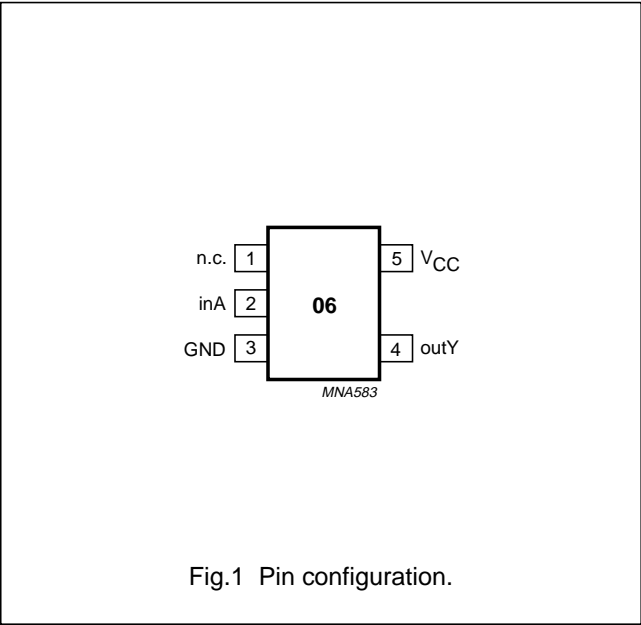 n.c. 1
5 VCC
inA 2
06
GND 3
4 outY
MNA583
Fig.1 Pin configuration.